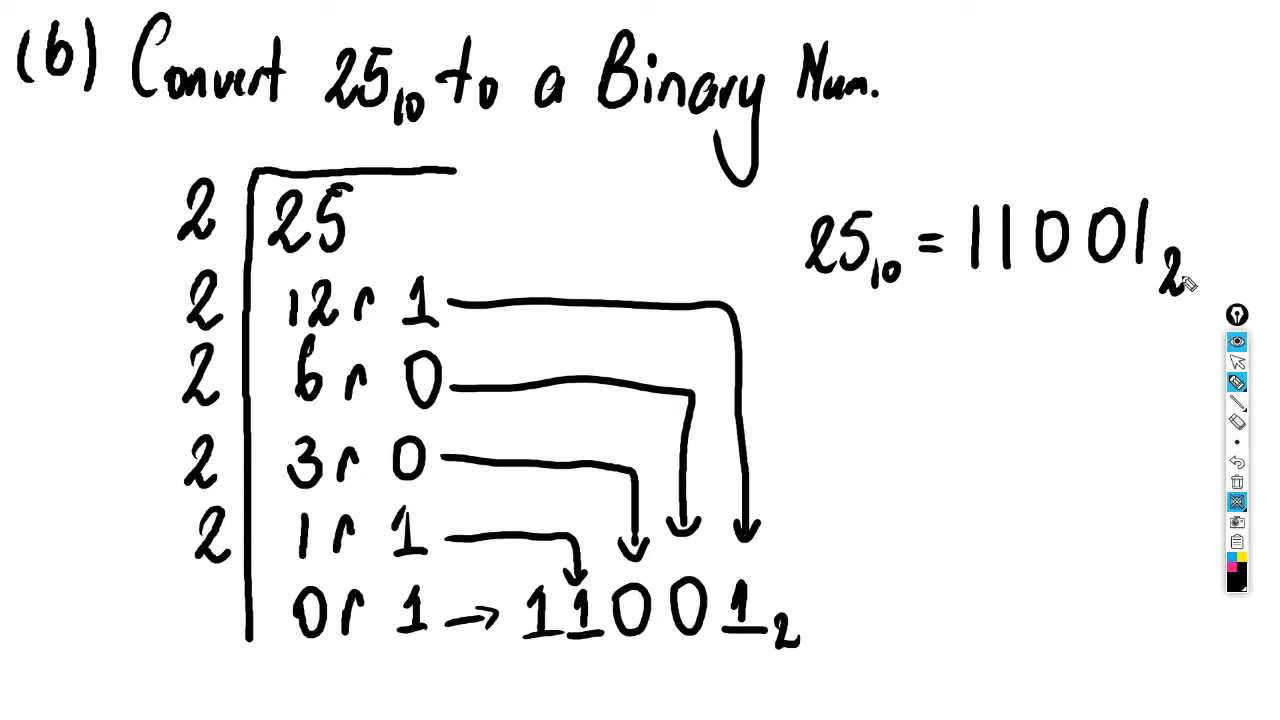 (b) Convert 25₁₀ to a Binary Num.
2 25
25₁₀ = 11001₂
2 12 r 1
2 6 r 0
2 3 r 0
2 1 r 1
0 r 1 → 11001₂